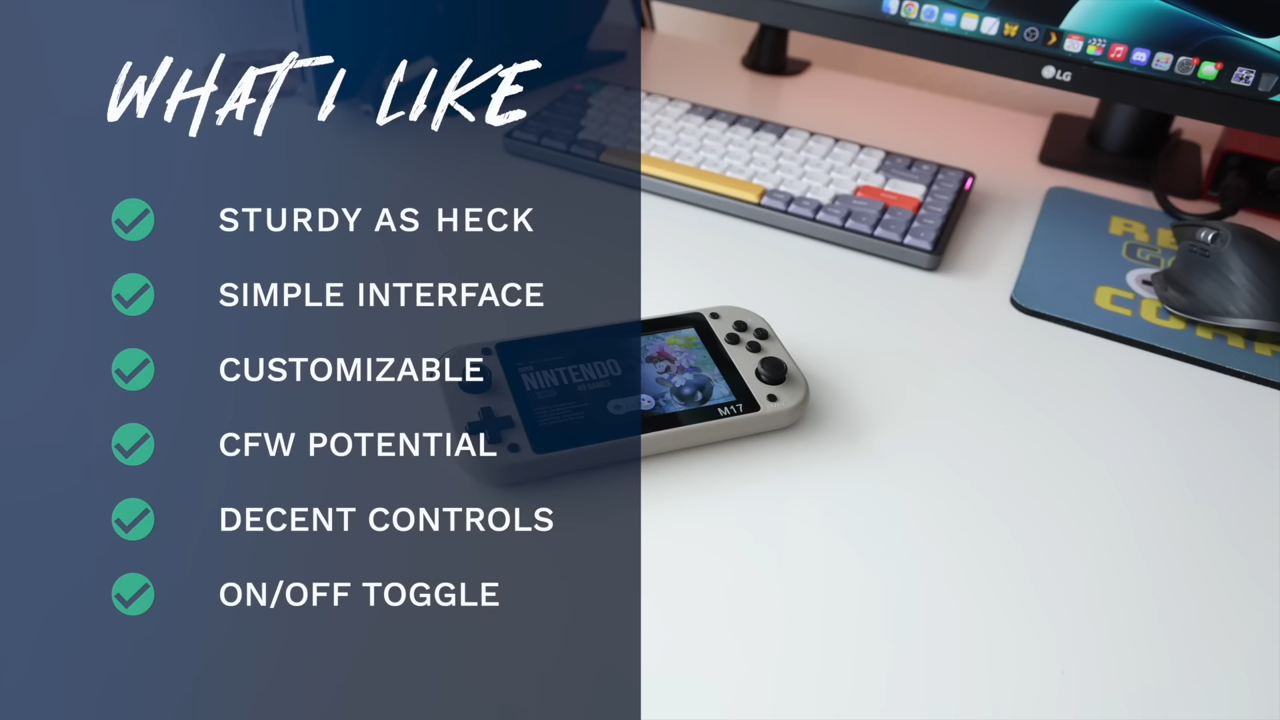 WHAT I LIKE
STURDY AS HECK
SIMPLE INTERFACE
CUSTOMIZABLE
CFW POTENTIAL
DECENT CONTROLS
ON/OFF TOGGLE
NINTENDO
M17
LG